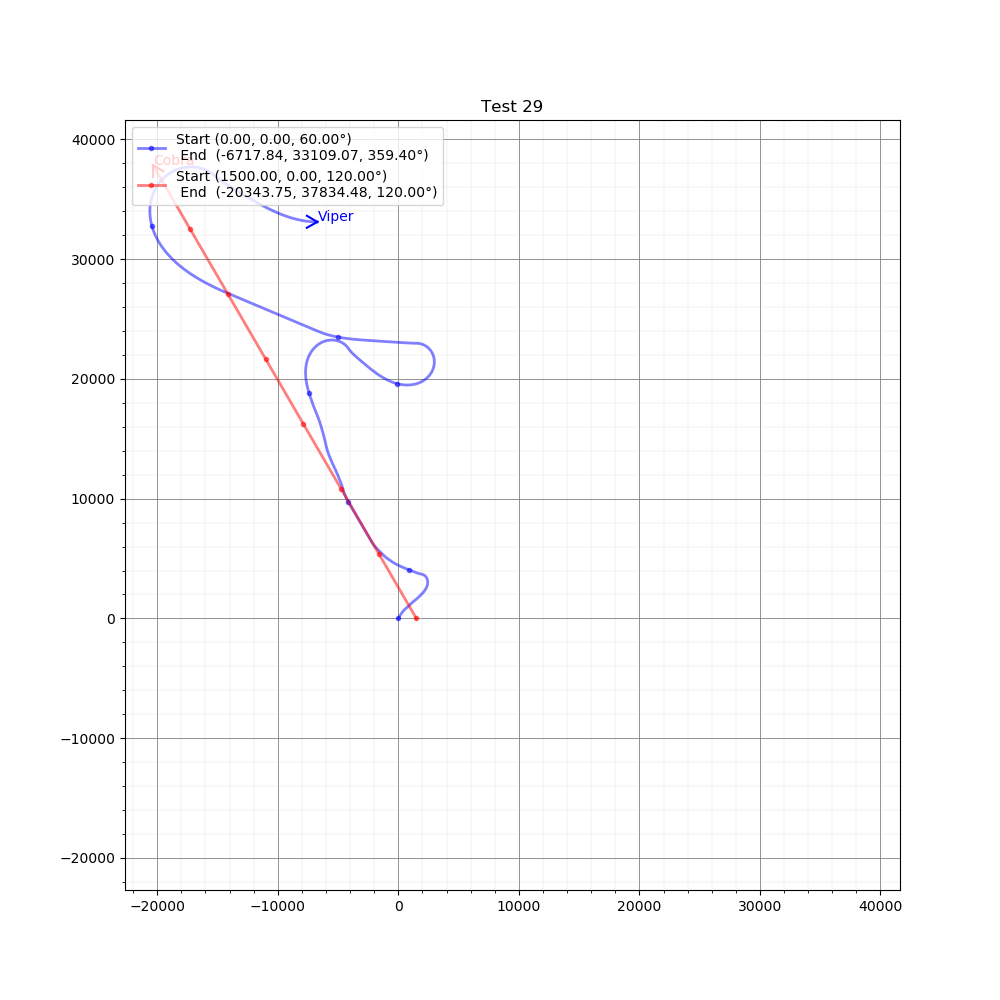 Test 29
Start (0.00, 0.00, 60.00°)
End  (-6717.84, 33109.07, 359.40°)
Start (1500.00, 0.00, 120.00°)
End  (-20343.75, 37834.48, 120.00°)
Cobra
Viper
40000
30000
20000
10000
0
−10000
−20000
−20000 −10000 0 10000 20000 30000 40000